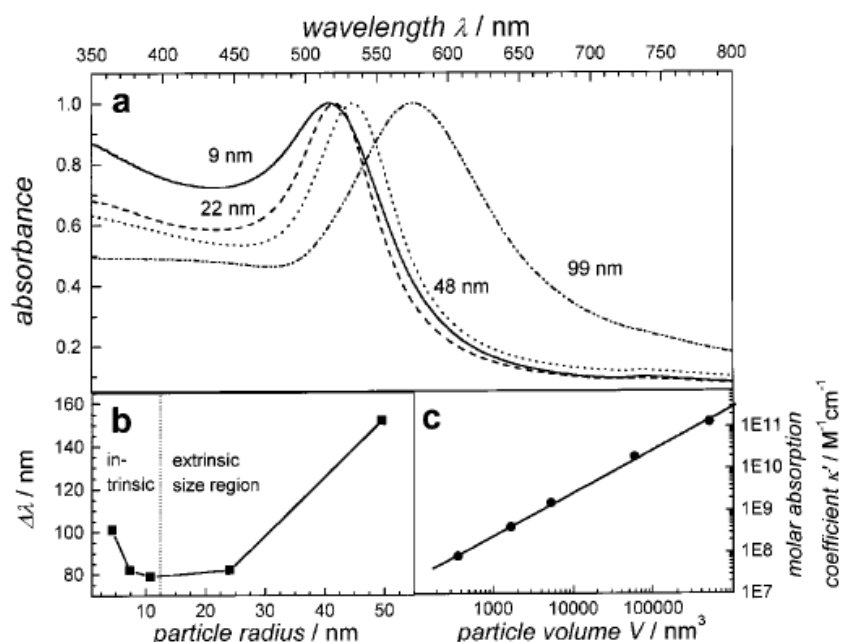 wavelength λ / nm
350 400 450 500 550 600 650 700 750 800
a
absorbance
1.0
0.8
0.6
0.4
0.2
9 nm
22 nm
48 nm
99 nm
b
Δλ / nm
160
140
120
100
80
in-
trinsic
extrinsic
size region
10 20 30 40 50
particle radius / nm
c
1E11
1E10
1E9
1E8
1E7
molar absorption
coefficient κ' / M⁻¹cm⁻¹
1000 10000 100000
particle volume V / nm³